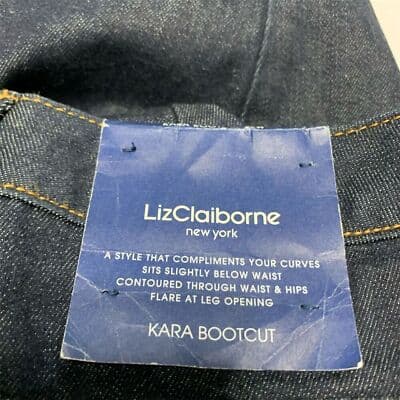 LizClaiborne
new york
A STYLE THAT COMPLIMENTS YOUR CURVES
SITS SLIGHTLY BELOW WAIST
CONTOURED THROUGH WAIST & HIPS
FLARE AT LEG OPENING
KARA BOOTCUT